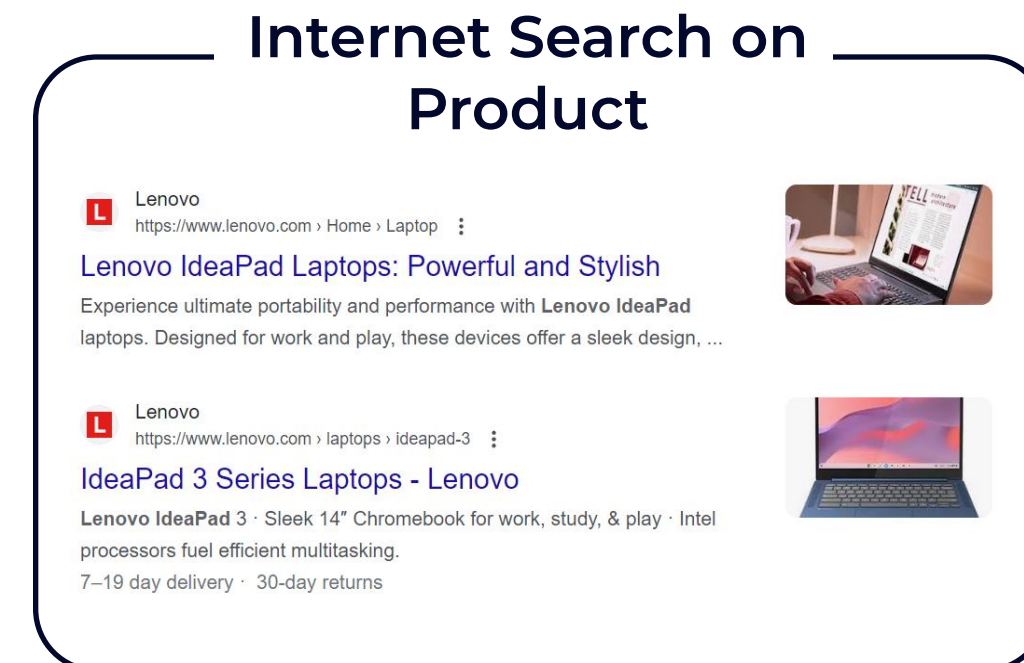 Internet Search on
Product
L
Lenovo
https://www.lenovo.com › Home › Laptop
Lenovo IdeaPad Laptops: Powerful and Stylish
Experience ultimate portability and performance with Lenovo IdeaPad
laptops. Designed for work and play, these devices offer a sleek design, ...
TELL
L
Lenovo
https://www.lenovo.com › laptops › ideapad-3
IdeaPad 3 Series Laptops - Lenovo
Lenovo IdeaPad 3 · Sleek 14″ Chromebook for work, study, & play · Intel
processors fuel efficient multitasking.
7–19 day delivery · 30-day returns